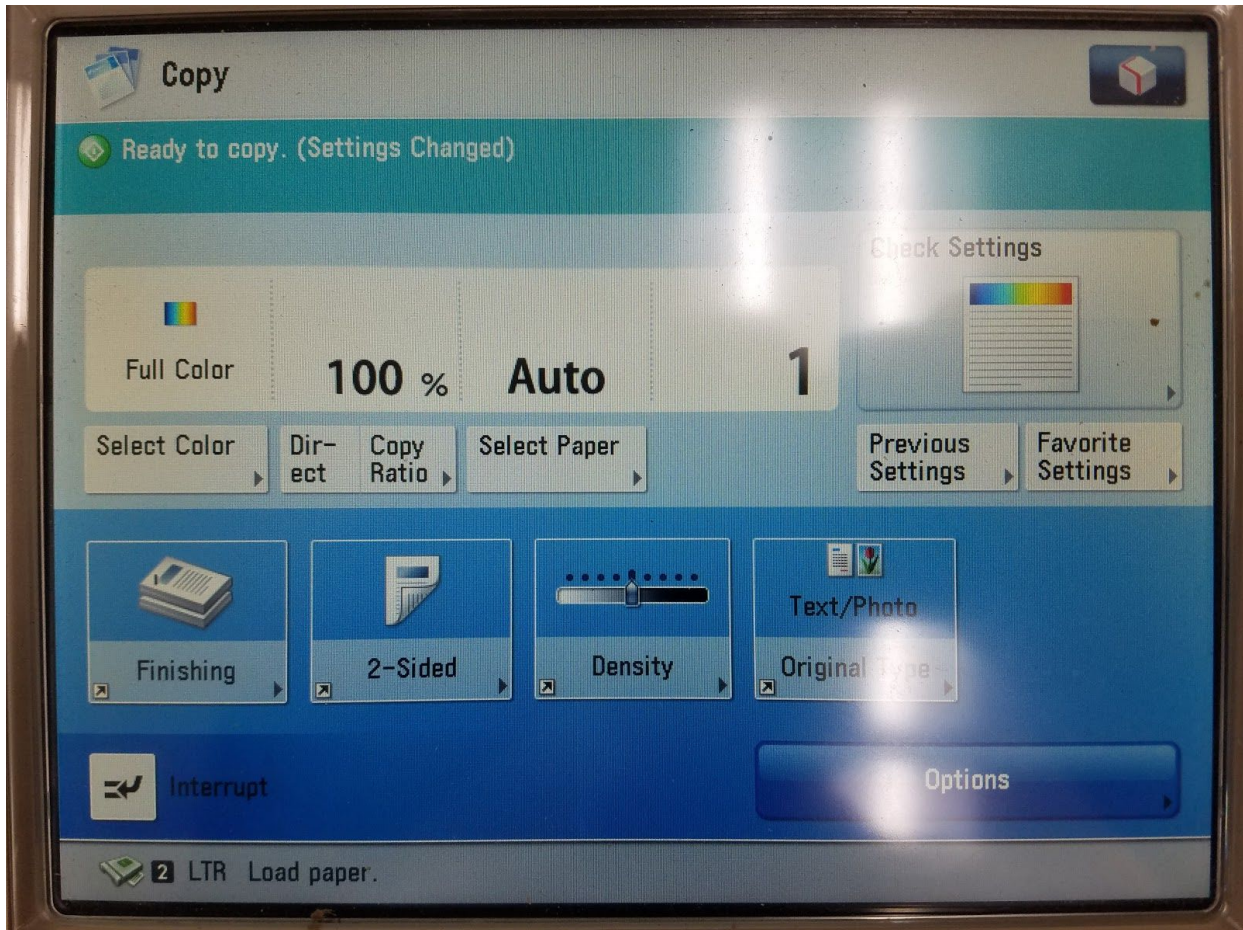 Copy
Ready to copy. (Settings Changed)
Check Settings
Full Color
100 %
Auto
1
Select Color
Dir-
ect
Copy
Ratio
Select Paper
Previous
Settings
Favorite
Settings
Finishing
2-Sided
Density
Text/Photo
Original Type
Interrupt
Options
2 LTR Load paper.